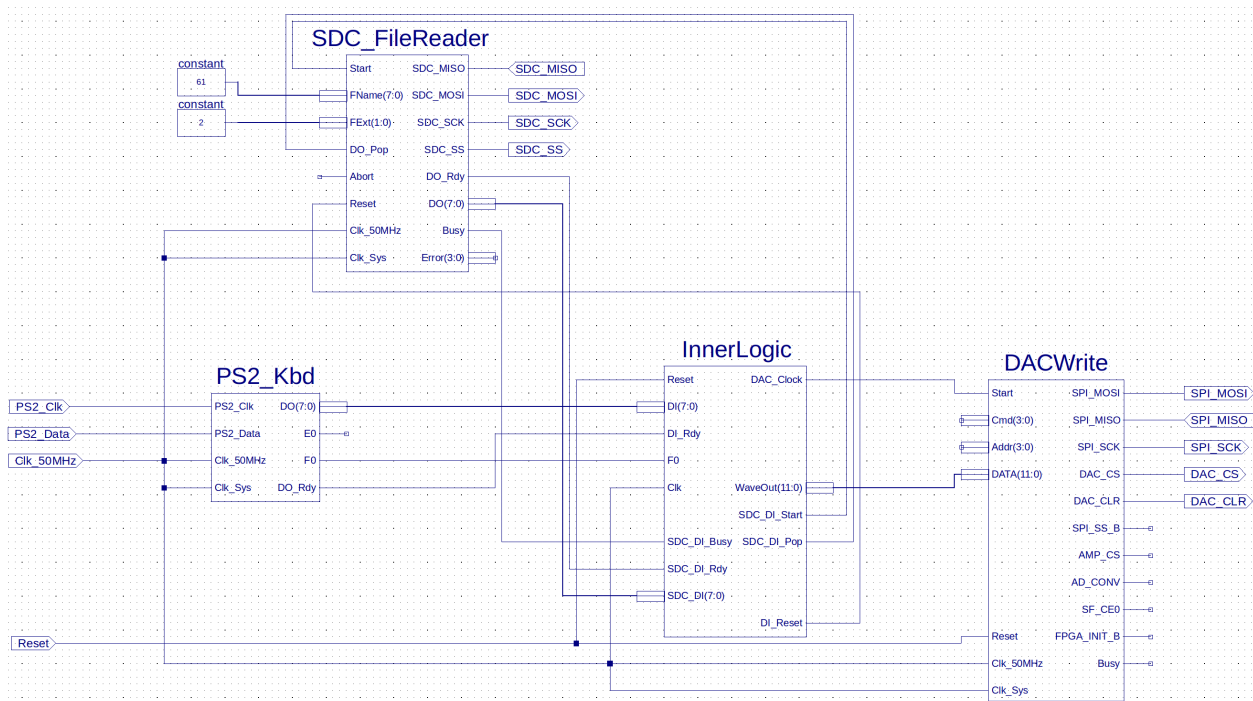 SDC_FileReader
constant
61
constant
2
Start
FName(7:0)
FExt(1:0)
DO_Pop
Abort
Reset
Clk_50MHz
Clk_Sys
SDC_MISO
SDC_MOSI
SDC_SCK
SDC_SS
DO_Rdy
DO(7:0)
Busy
Error(3:0)
SDC_MISO
SDC_MOSI
SDC_SCK
SDC_SS
PS2_Kbd
PS2_Clk
PS2_Data
Clk_50MHz
PS2_Clk
PS2_Data
Clk_50MHz
Clk_Sys
DO(7:0)
E0
F0
DO_Rdy
Reset
InnerLogic
Reset
DI(7:0)
DI_Rdy
F0
Clk
SDC_DI_Busy
SDC_DI_Rdy
SDC_DI(7:0)
DAC_Clock
WaveOut(11:0)
SDC_DI_Start
SDC_DI_Pop
DI_Reset
DACWrite
Start
Cmd(3:0)
Addr(3:0)
DATA(11:0)
Reset
Clk_50MHz
Clk_Sys
SPI_MOSI
SPI_MISO
SPI_SCK
DAC_CS
DAC_CLR
SPI_SS_B
AMP_CS
AD_CONV
SF_CE0
FPGA_INIT_B
Busy
SPI_MOSI
SPI_MISO
SPI_SCK
DAC_CS
DAC_CLR